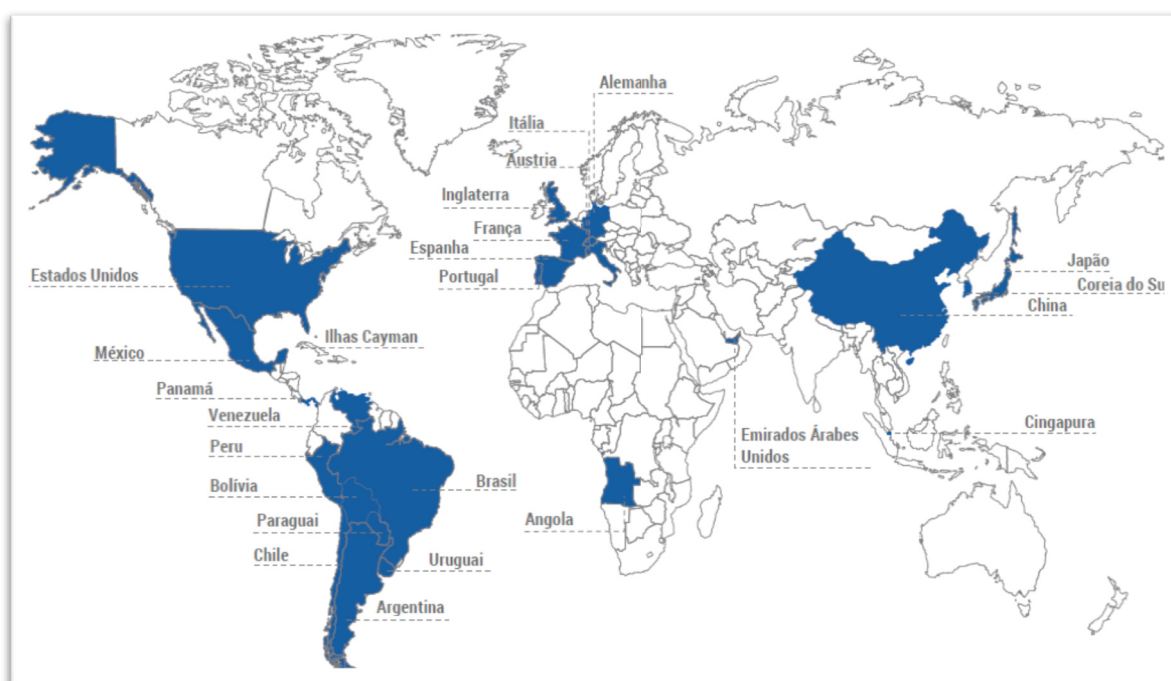 Alemanha
Itália
Áustria
Inglaterra
França
Espanha
Portugal
Estados Unidos
Japão
Coreia do Su
China
Ilhas Cayman
México
Panamá
Venezuela
Peru
Emirados Árabes
Unidos
Cingapura
Bolívia
Brasil
Paraguai
Angola
Chile
Uruguai
Argentina